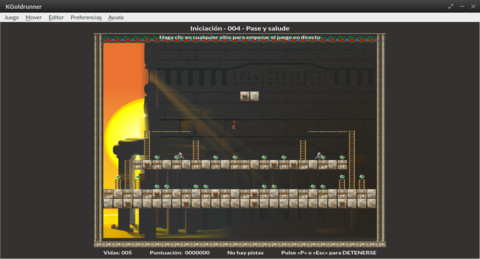 KGoldrunner
Juego Mover Editor Preferencias Ayuda
Iniciación - 004 - Pase y salude
Haga clic en cualquier sitio para empezar el juego en directo
Vidas: 005 Puntuación: 0000000 No hay pistas Pulse «P» o «Esc» para DETENERSE